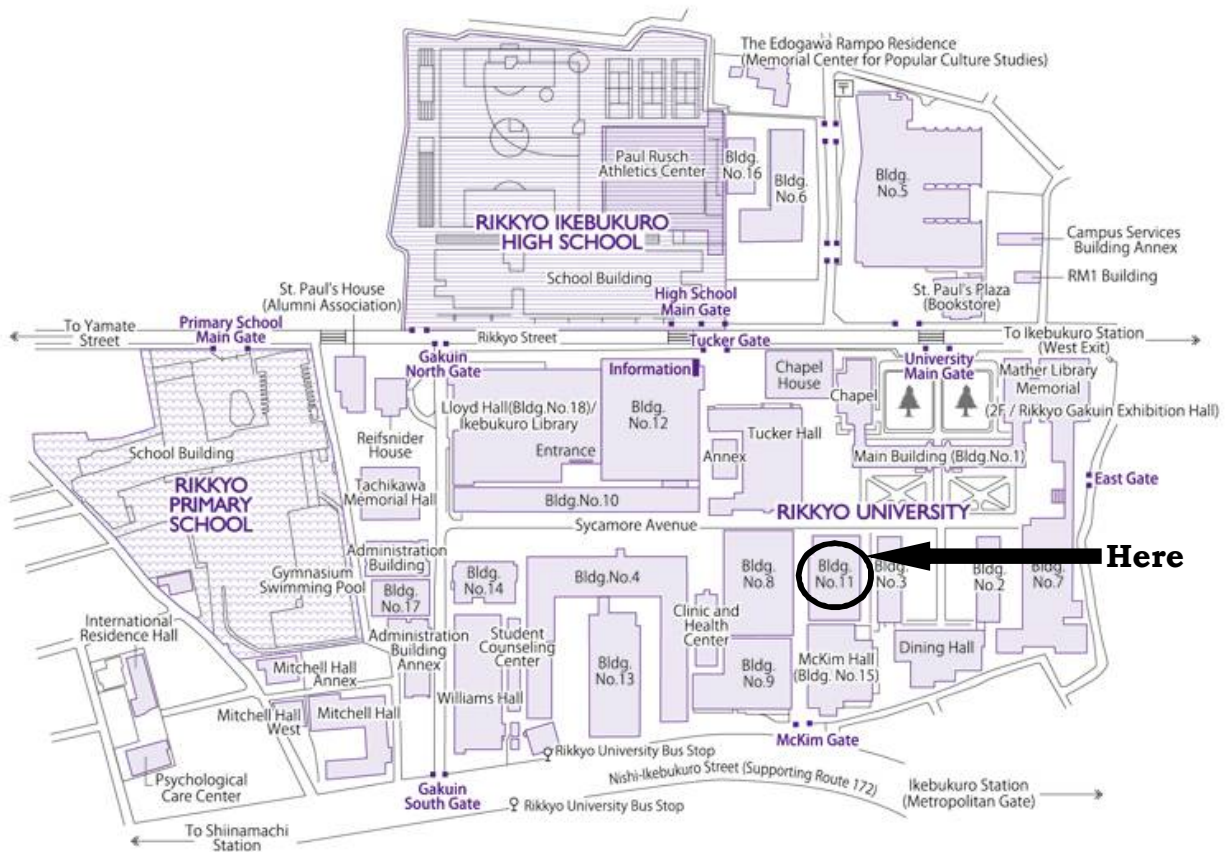 The Edogawa Rampo Residence
(Memorial Center for Popular Culture Studies)
〒
Paul Rusch
Athletics Center
Bldg.
No.16
Bldg.
No.6
Bldg.
No.5
RIKKYO IKEBUKURO
HIGH SCHOOL
Campus Services
Building Annex
School Building
RM1 Building
St. Paul's House
(Alumni Association)
High School
Main Gate
St. Paul's Plaza
(Bookstore)
To Yamate
Street
Primary School
Main Gate
Rikkyo Street
Tucker Gate
To Ikebukuro Station
(West Exit)
Gakuin
North Gate
Information
Chapel
House
University
Main Gate
Mather Library
Memorial
(2F / Rikkyo Gakuin Exhibition Hall)
Chapel
Lloyd Hall(Bldg.No.18)/
Ikebukuro Library
Bldg.
No.12
Reifsnider
House
Tucker Hall
School Building
Entrance
Annex
Main Building (Bldg.No.1)
RIKKYO
PRIMARY
SCHOOL
Tachikawa
Memorial Hall
Bldg.No.10
East Gate
RIKKYO UNIVERSITY
Sycamore Avenue
Administration
Building
Gymnasium
Swimming Pool
Bldg.
No.17
Bldg.
No.14
Bldg.No.4
Bldg.
No.8
Bldg.
No.11
Bldg.
No.3
Bldg.
No.2
Bldg.
No.7
Here
International
Residence Hall
Administration
Building
Annex
Student
Counseling
Center
Clinic and
Health
Center
Mitchell Hall
Annex
Bldg.
No.13
Bldg.
No.9
McKim Hall
(Bldg. No.15)
Dining Hall
Williams Hall
Mitchell Hall
West
Mitchell Hall
McKim Gate
Rikkyo University Bus Stop
Psychological
Care Center
Gakuin
South Gate
Nishi-Ikebukuro Street (Supporting Route 172)
Rikkyo University Bus Stop
Ikebukuro Station
(Metropolitan Gate)
To Shiinamachi
Station